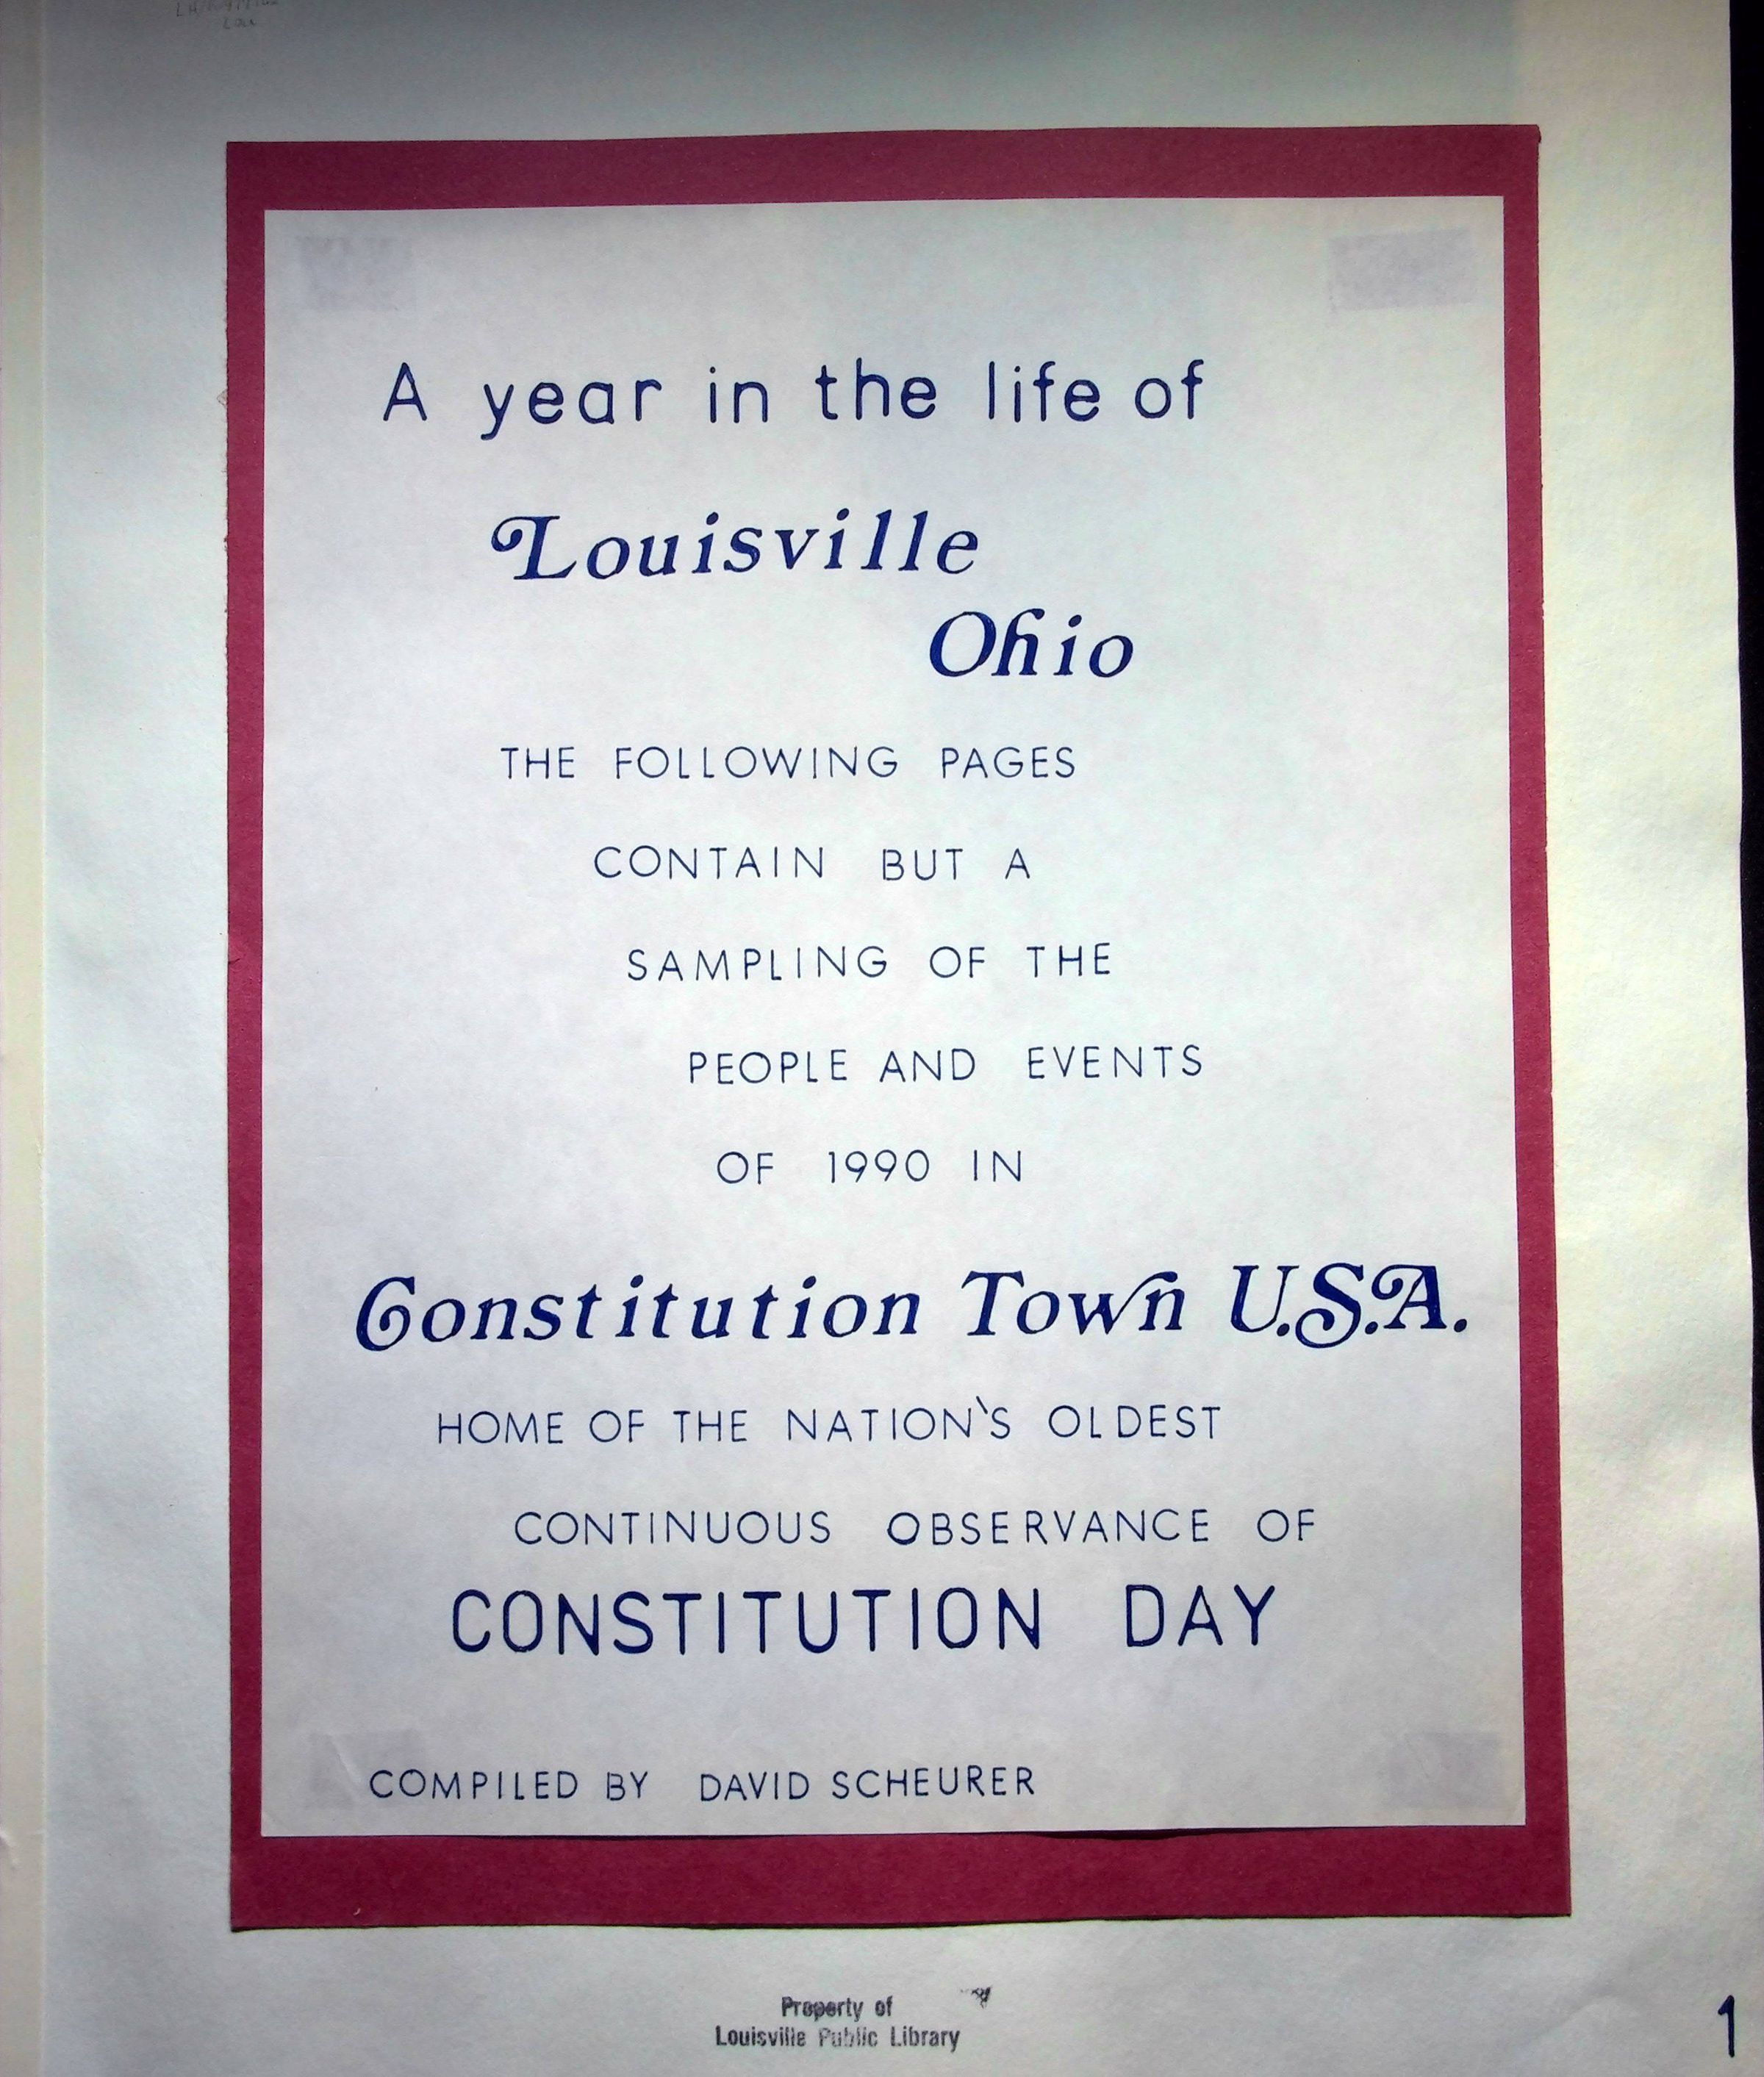 A year in the life of
Louisville
Ohio
THE FOLLOWING PAGES
CONTAIN BUT A
SAMPLING OF THE
PEOPLE AND EVENTS
OF 1990 IN
Constitution Town U.S.A.
HOME OF THE NATION'S OLDEST
CONTINUOUS OBSERVANCE OF
CONSTITUTION DAY
COMPILED BY DAVID SCHEURER
Property of
Louisville Public Library
1